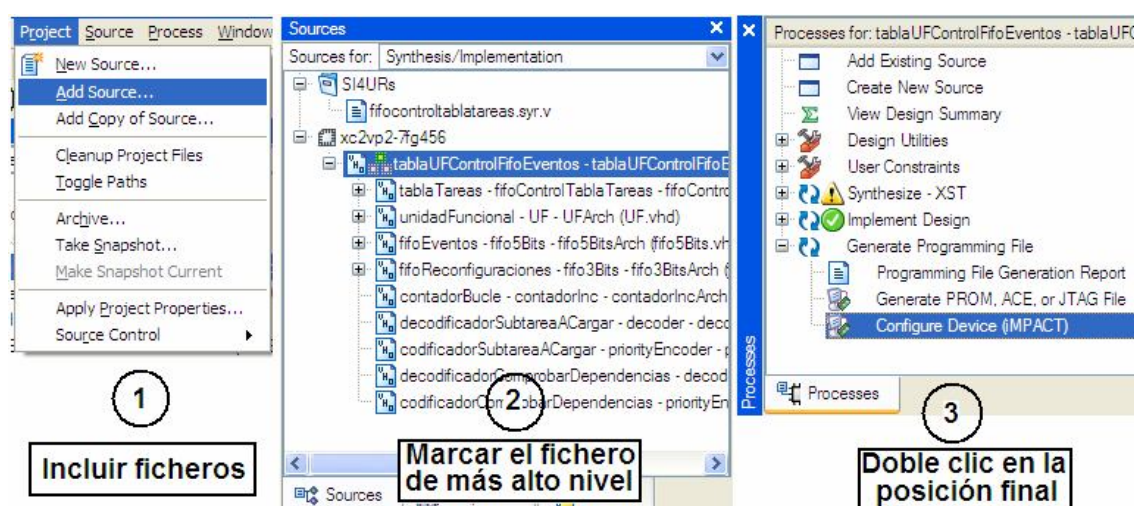 Project Source Process Window
New Source...
Add Source...
Add Copy of Source...
Cleanup Project Files
Toggle Paths
Archive...
Take Snapshot...
Make Snapshot Current
Apply Project Properties...
Source Control
1
Incluir ficheros
Sources
Sources for: Synthesis/Implementation
SI4URs
fifocontroltablatareas.syr.v
xc2vp2-7fg456
tablaUFControlFifoEventos - tablaUFControlFifoE
tablaTareas - fifoControlTablaTareas - fifoContro
unidadFuncional - UF - UFArch (UF.vhd)
fifoEventos - fifo5Bits - fifo5BitsArch (fifo5Bits.vh
fifoReconfiguraciones - fifo3Bits - fifo3BitsArch (
contadorBucle - contadorInc - contadorIncArch
decodificadorSubtareaACargar - decoder - deco
codificadorSubtareaACargar - priorityEncoder - p
decodificadorComprobarDependencias - decod
barDependencias - priorityEn
2
Marcar el fichero
de más alto nivel
Sources
Processes for: tablaUFControlFifoEventos - tablaUFC
Add Existing Source
Create New Source
View Design Summary
Design Utilities
User Constraints
Synthesize - XST
Implement Design
Generate Programming File
Programming File Generation Report
Generate PROM, ACE, or JTAG File
Configure Device (iMPACT)
Processes
Processes
3
Doble clic en la
posición final